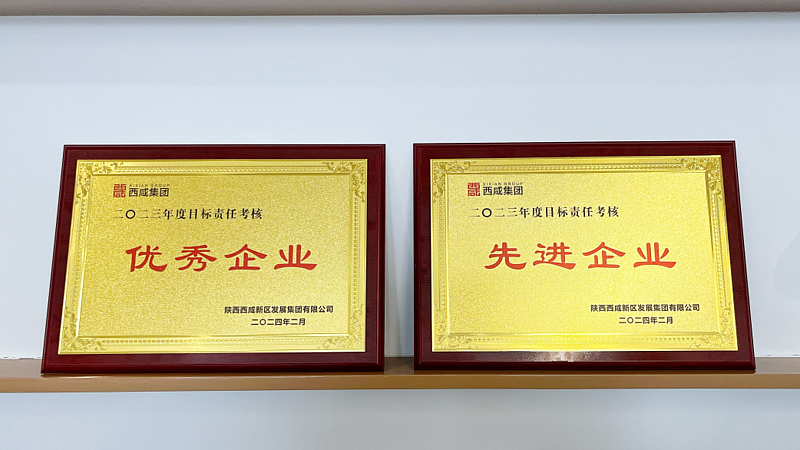 XIXIAN GROUP
西咸集团
二〇二三年度目标责任考核
优秀企业
陕西西咸新区发展集团有限公司
二〇二四年二月
XIXIAN GROUP
西咸集团
二〇二三年度目标责任考核
先进企业
陕西西咸新区发展集团有限公司
二〇二四年二月